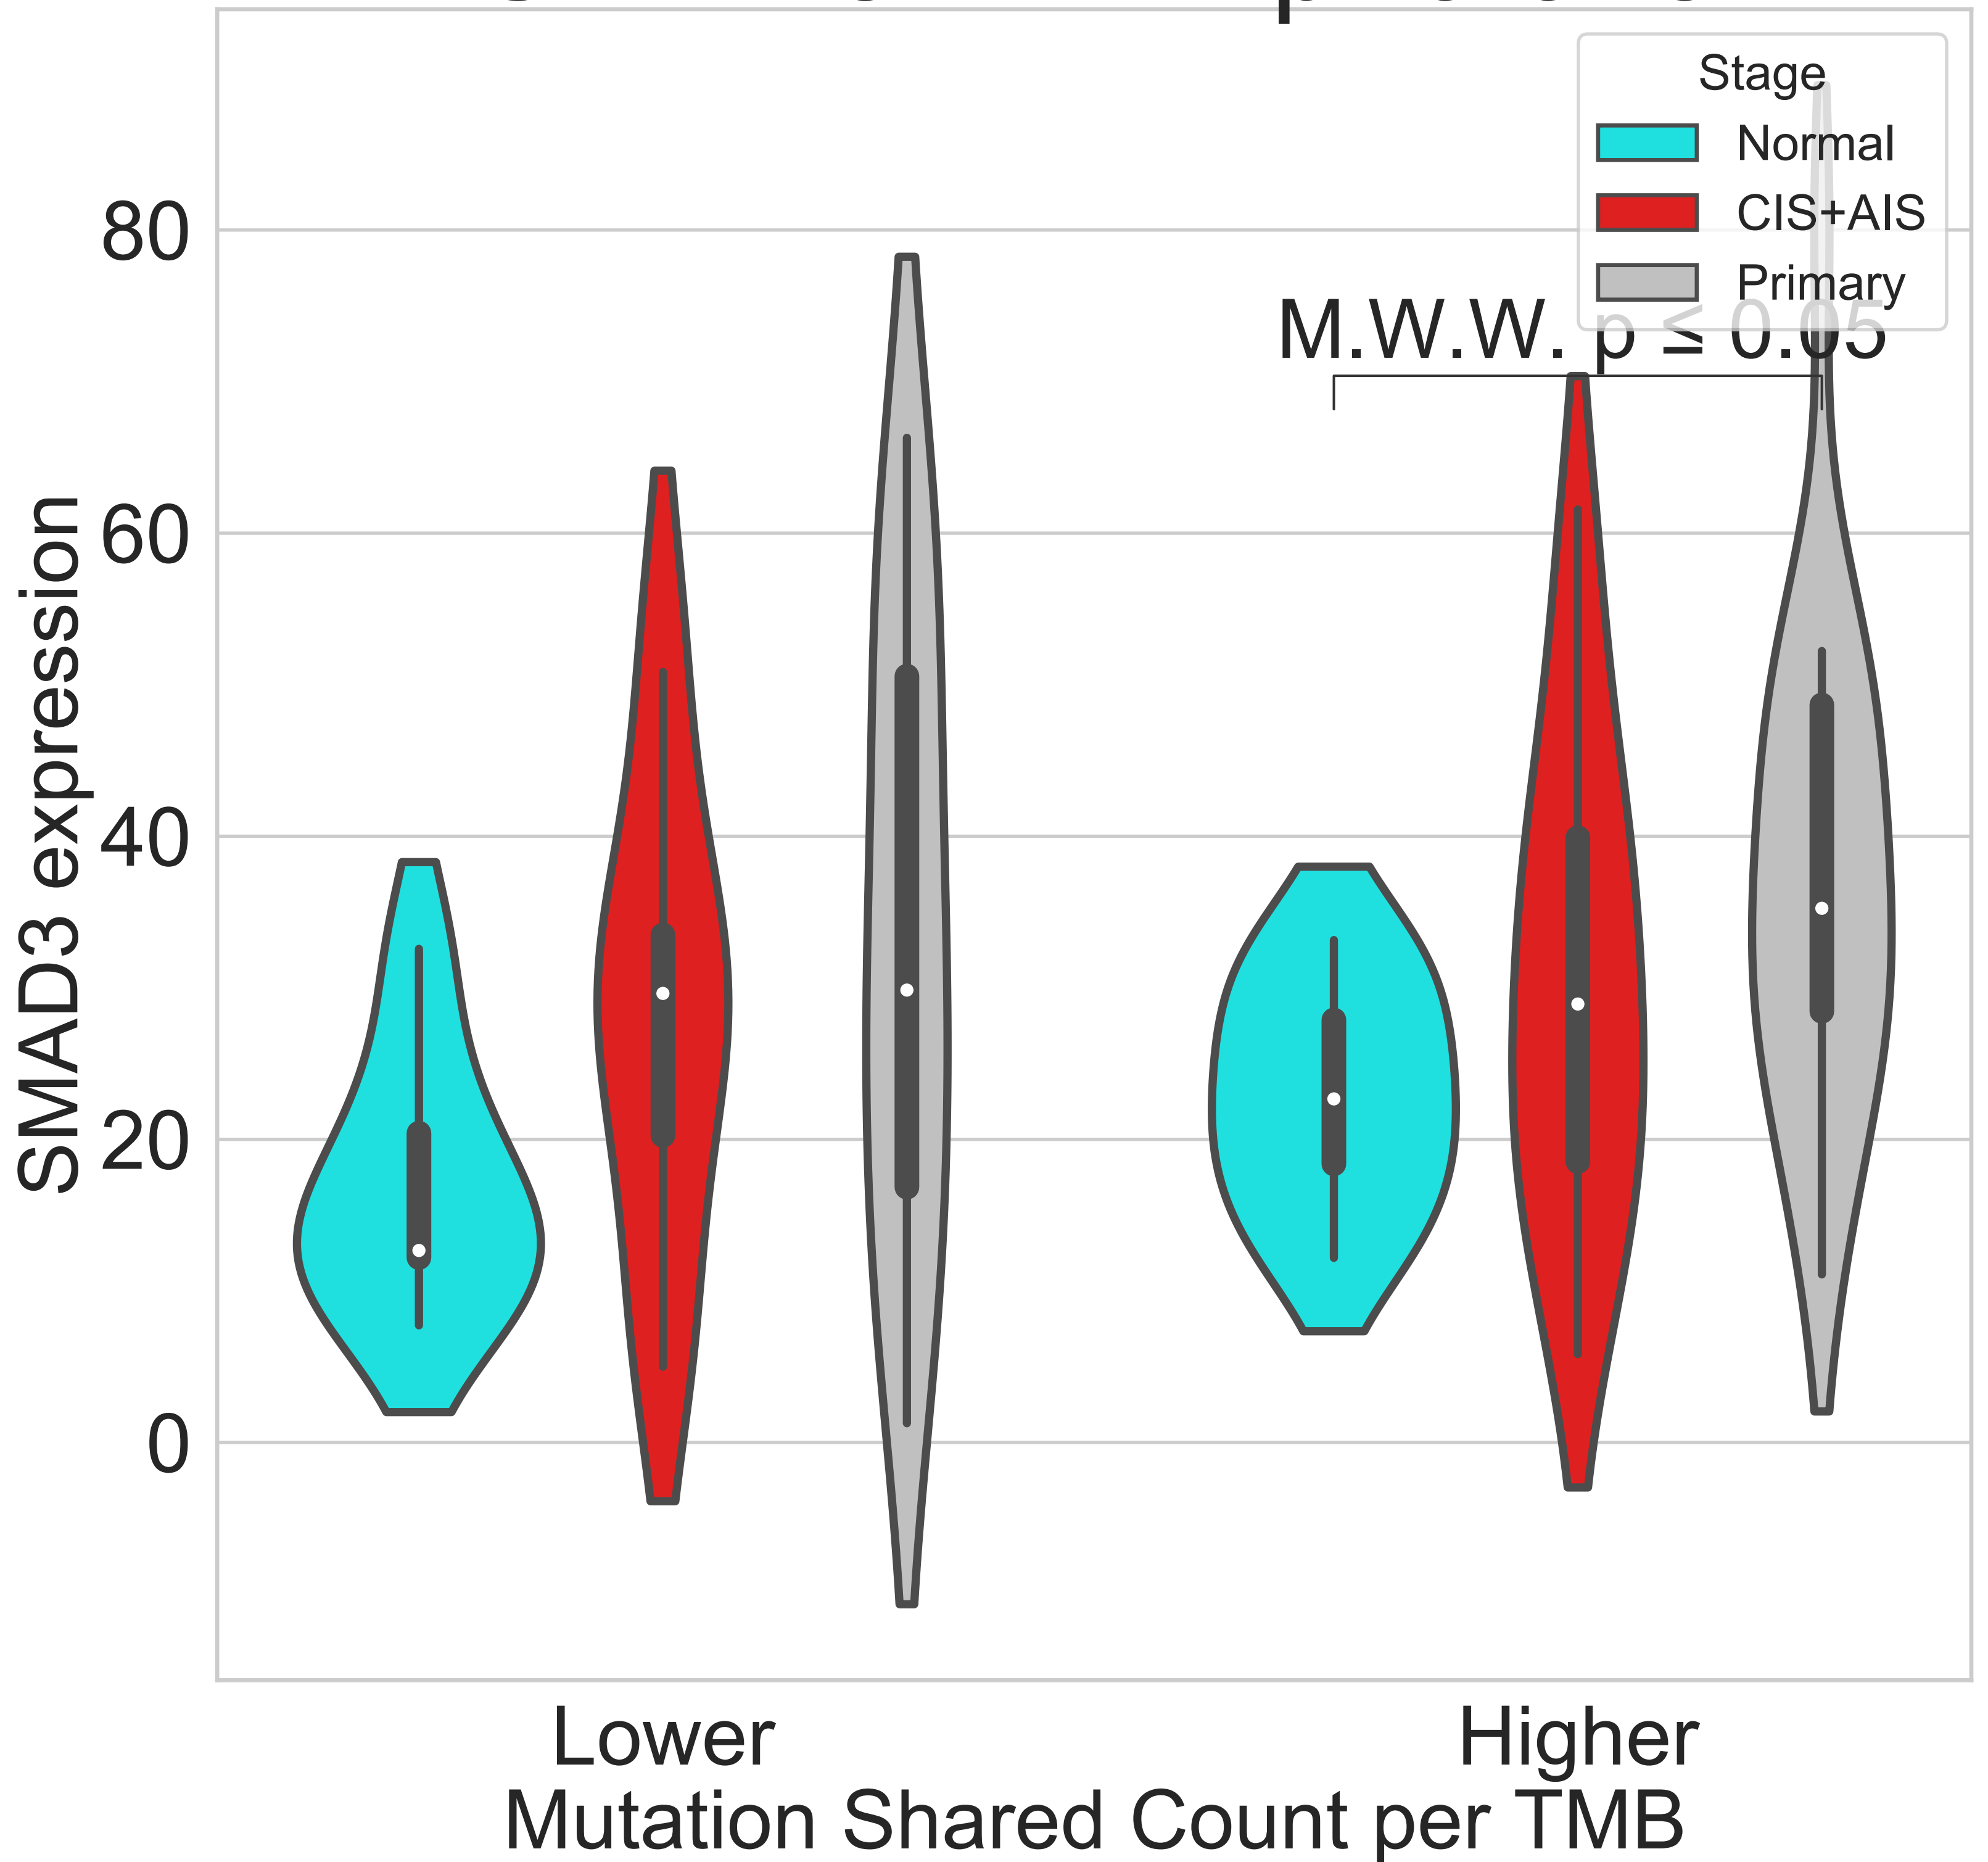 Stage
Normal
CIS+AIS
Primary
M.W.W. p ≤ 0.05
80
60
40
20
0
SMAD3 expression
Lower
Higher
Mutation Shared Count per TMB